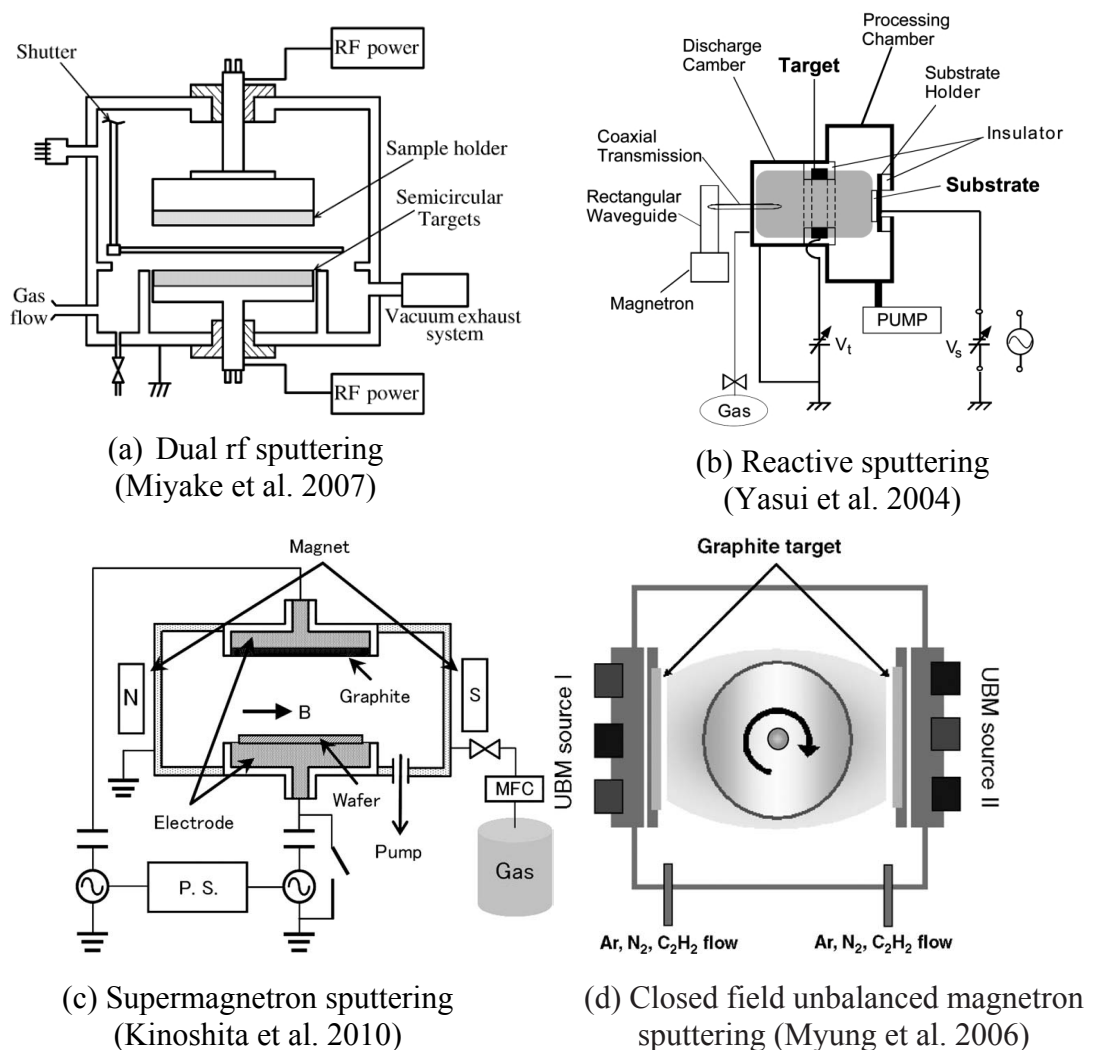 Shutter
RF power
Sample holder
Semicircular
Targets
Gas
flow
Vacuum exhaust
system
RF power
(a) Dual rf sputtering
(Miyake et al. 2007)
Processing
Chamber
Discharge
Camber
Target
Substrate
Holder
Insulator
Coaxial
Transmission
Rectangular
Waveguide
Substrate
Magnetron
PUMP
Vt
Vs
Gas
(b) Reactive sputtering
(Yasui et al. 2004)
Magnet
N
S
Graphite
B
Wafer
Electrode
Pump
MFC
Gas
P. S.
(c) Supermagnetron sputtering
(Kinoshita et al. 2010)
Graphite target
UBM source I
UBM source II
Ar, N₂, C₂H₂ flow
Ar, N₂, C₂H₂ flow
(d) Closed field unbalanced magnetron
sputtering (Myung et al. 2006)